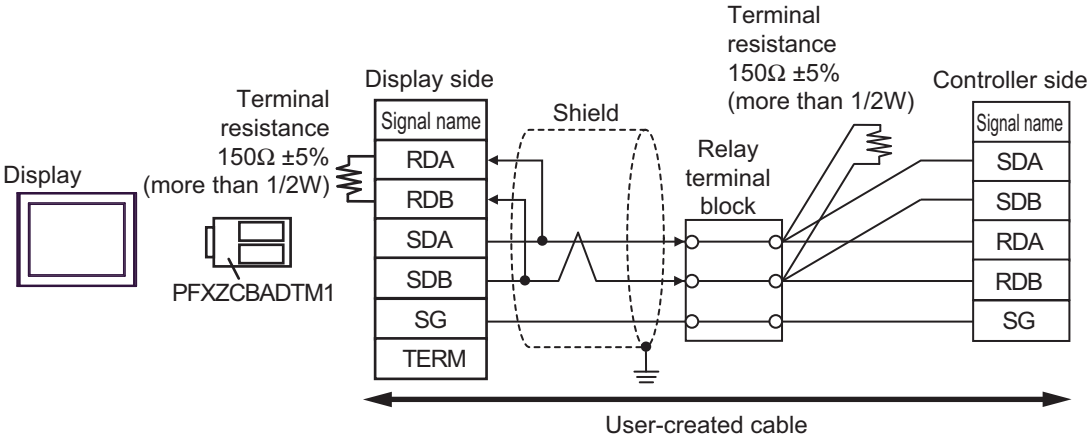 Terminal
resistance
150Ω ±5%
(more than 1/2W)
Display side
Controller side
Terminal
resistance
150Ω ±5%
(more than 1/2W)
Shield
Signal name
Signal name
Display
RDA
RDB
SDA
SDB
SG
TERM
PFXZCBADTM1
Relay
terminal
block
SDA
SDB
RDA
RDB
SG
User-created cable